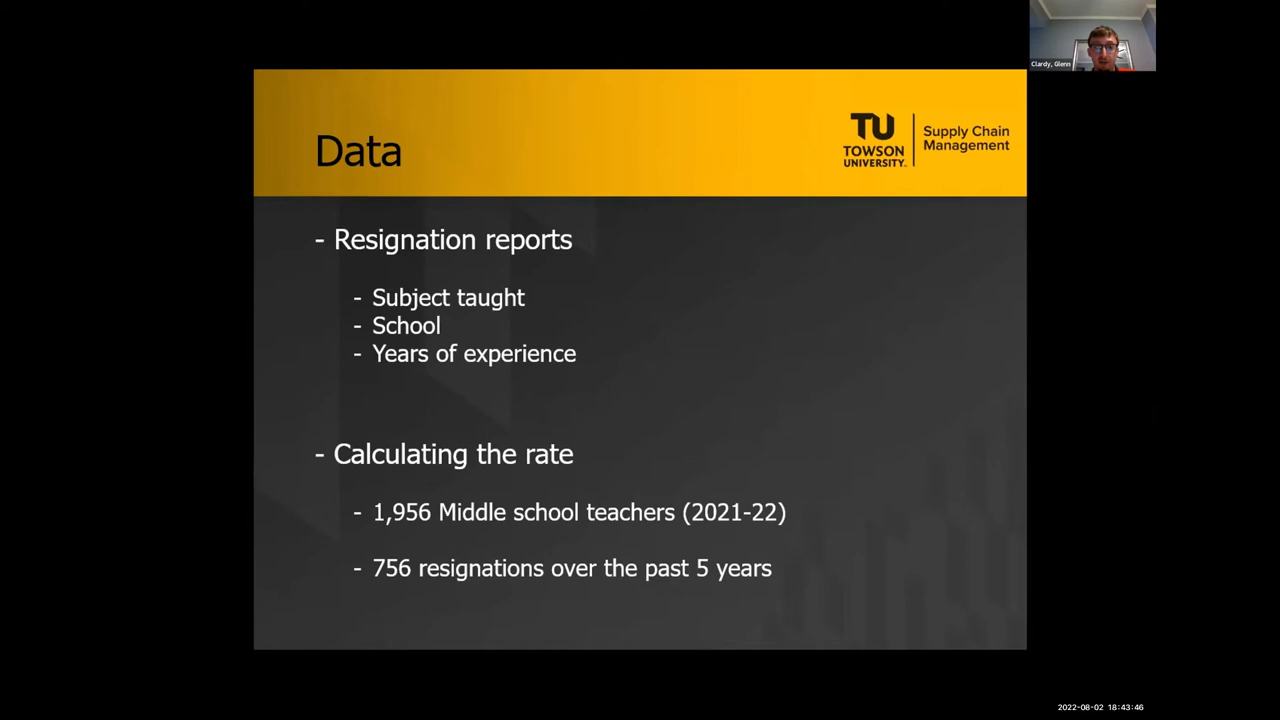 Clardy, Glenn
Data
TU
TOWSON
UNIVERSITY
Supply Chain
Management
- Resignation reports
- Subject taught
- School
- Years of experience
- Calculating the rate
- 1,956 Middle school teachers (2021-22)
- 756 resignations over the past 5 years
2022-08-02 18:43:46